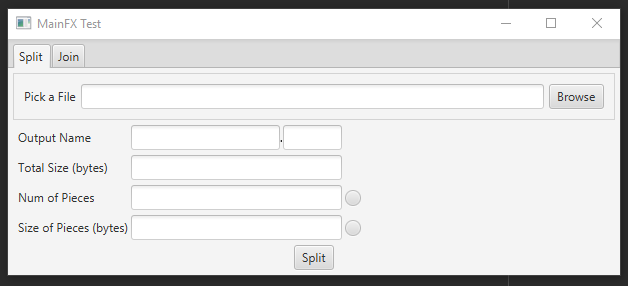 MainFX Test
Split Join
Pick a File Browse
Output Name .
Total Size (bytes)
Num of Pieces
Size of Pieces (bytes)
Split